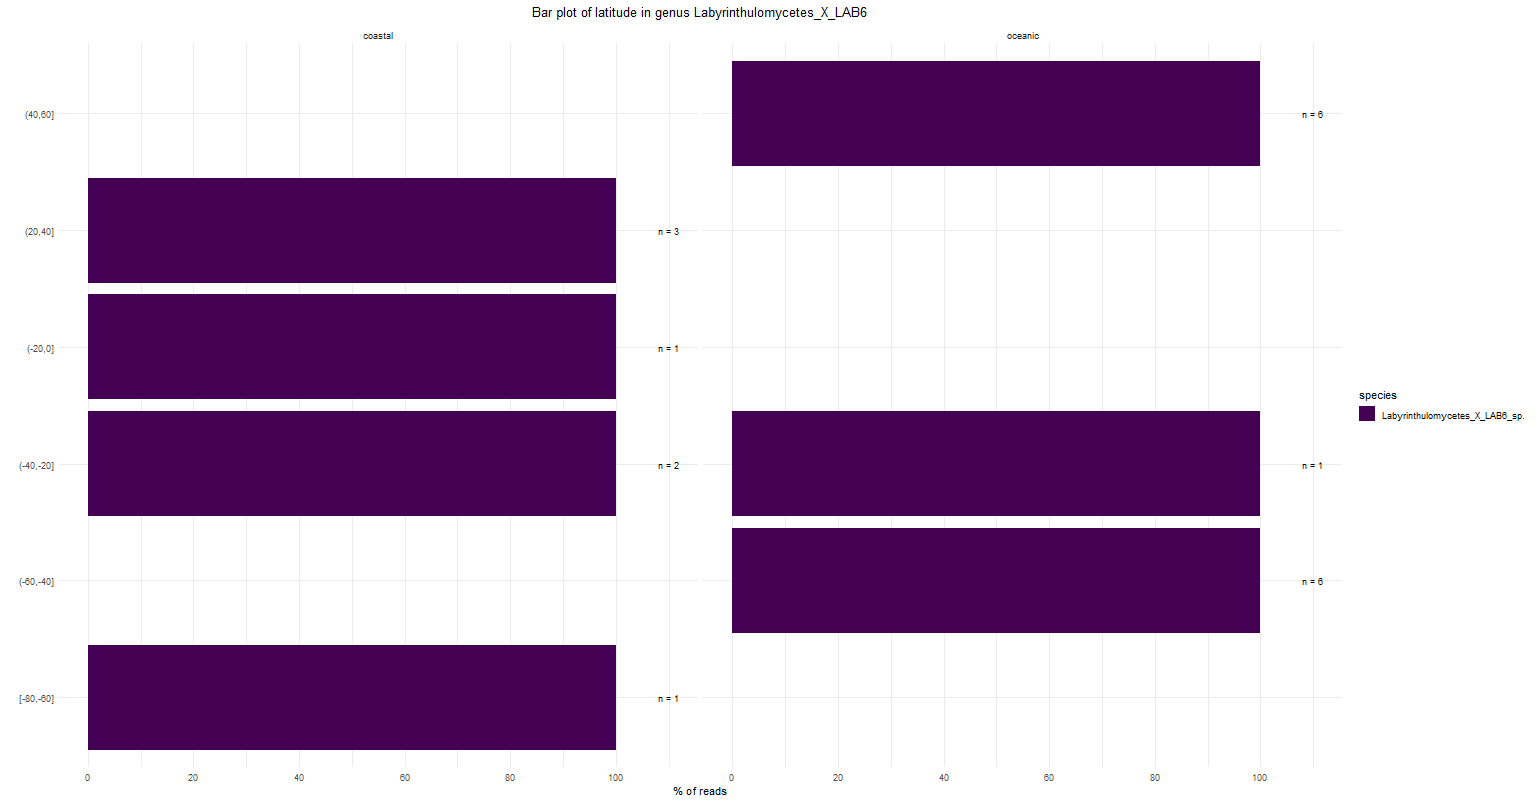 Bar plot of latitude in genus Labyrinthulomycetes_X_LAB6
coastal
oceanic
(40,60]
n = 6
(20,40]
n = 3
(-20,0]
n = 1
(-40,-20]
n = 2
n = 1
(-60,-40]
n = 6
[-80,-60]
n = 1
0 20 40 60 80 100
0 20 40 60 80 100
% of reads
species
Labyrinthulomycetes_X_LAB6_sp.